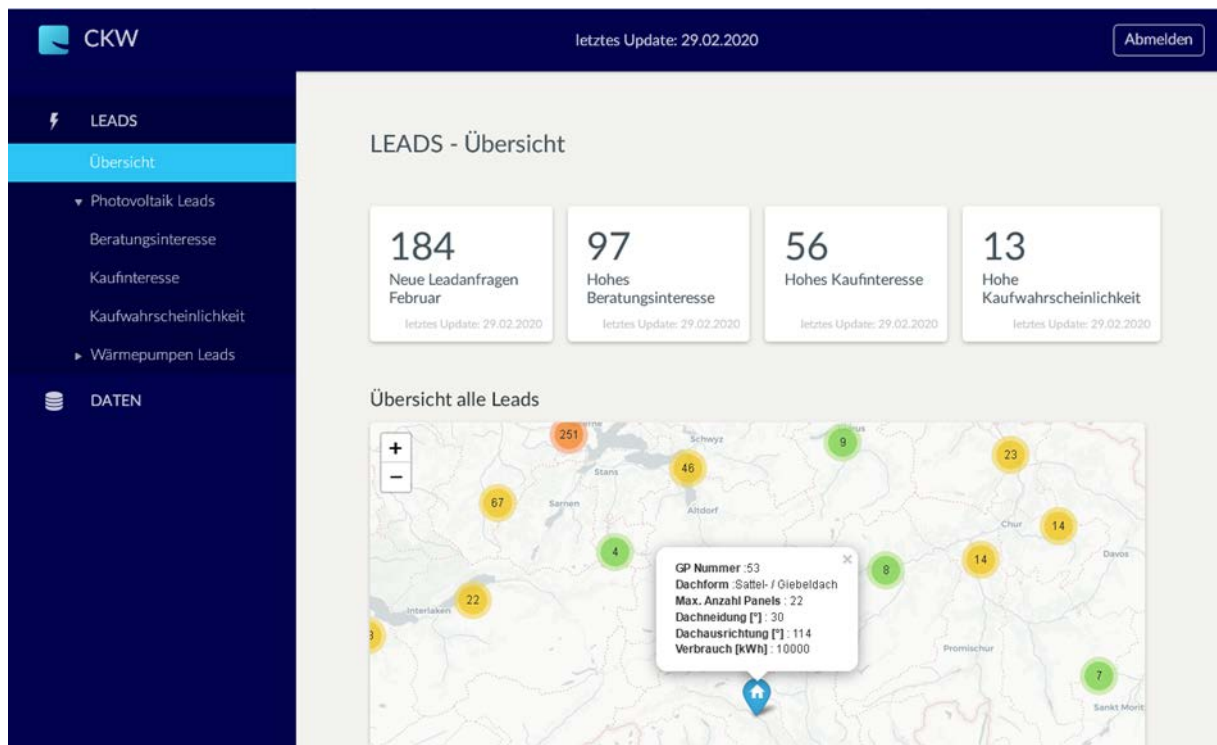 CKW
letztes Update: 29.02.2020
Abmelden
LEADS
Übersicht
Photovoltaik Leads
Beratungsinteresse
Kaufinteresse
Kaufwahrscheinlichkeit
Wärmepumpen Leads
DATEN
LEADS - Übersicht
184
Neue Leadanfragen
Februar
letztes Update: 29.02.2020
97
Hohes
Beratungsinteresse
letztes Update: 29.02.2020
56
Hohes Kaufinteresse
letztes Update: 29.02.2020
13
Hohe
Kaufwahrscheinlichkeit
letztes Update: 29.02.2020
Übersicht alle Leads
+
−
251
Schwyz
9
23
Stans
46
67
Sarnen
Altdorf
Chur
14
4
14
Davos
8
GP Nummer :53
Dachform :Sattel- / Giebeldach
Max. Anzahl Panels : 22
Dachneidung [°] : 30
Dachausrichtung [°] : 114
Verbrauch [kWh] : 10000
×
Interlaken
22
3
Promischur
7
Sankt Morit